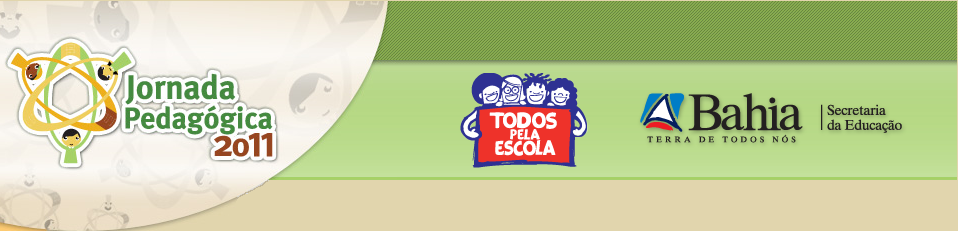 Jornada
Pedagógica
2011
TODOS
PELA
ESCOLA
Bahia
TERRA DE TODOS NÓS
Secretaria
da Educação